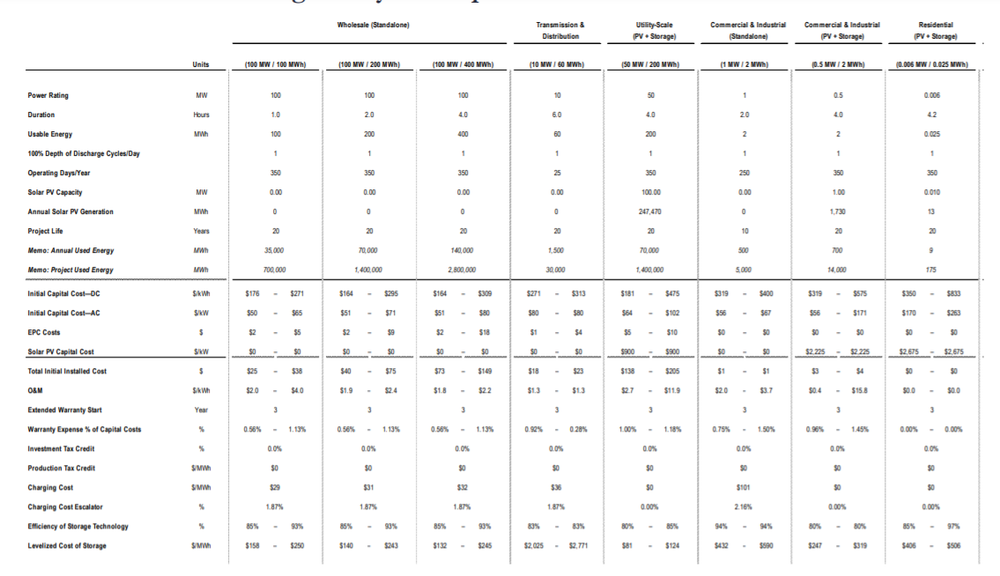 Wholesale (Standalone) Transmission & Distribution Utility-Scale (PV + Storage) Commercial & Industrial (Standalone) Commercial & Industrial (PV + Storage) Residential (PV + Storage)
Units (100 MW / 100 MWh) (100 MW / 200 MWh) (100 MW / 400 MWh) (10 MW / 60 MWh) (50 MW / 200 MWh) (1 MW / 2 MWh) (0.5 MW / 2 MWh) (0.006 MW / 0.025 MWh)
Power Rating MW 100 100 100 10 50 1 0.5 0.006
Duration Hours 1.0 2.0 4.0 6.0 4.0 2.0 4.0 4.2
Usable Energy MWh 100 200 400 60 200 2 2 0.025
100% Depth of Discharge Cycles/Day 1 1 1 1 1 1 1 1
Operating Days/Year 350 350 350 25 350 250 350 350
Solar PV Capacity MW 0.00 0.00 0.00 0.00 100.00 0.00 1.00 0.010
Annual Solar PV Generation MWh 0 0 0 0 247,470 0 1,730 13
Project Life Years 20 20 20 20 20 10 20 20
Memo: Annual Used Energy MWh 35,000 70,000 140,000 1,500 70,000 500 700 9
Memo: Project Used Energy MWh 700,000 1,400,000 2,800,000 30,000 1,400,000 5,000 14,000 175
Initial Capital Cost—DC $/kWh $176 – $271 $164 – $295 $164 – $309 $271 – $313 $181 – $475 $319 – $400 $319 – $575 $350 – $833
Initial Capital Cost—AC $/kW $50 – $65 $51 – $71 $51 – $80 $80 – $80 $64 – $102 $56 – $67 $56 – $171 $170 – $263
EPC Costs $ $2 – $5 $2 – $9 $2 – $18 $1 – $4 $5 – $10 $0 – $0 $0 – $0 $0 – $0
Solar PV Capital Cost $/kW $0 – $0 $0 – $0 $0 – $0 $0 – $0 $900 – $900 $0 – $0 $2,225 – $2,225 $2,675 – $2,675
Total Initial Installed Cost $ $25 – $38 $40 – $75 $73 – $149 $18 – $23 $138 – $205 $1 – $1 $3 – $4 $0 – $0
O&M $/kWh $2.0 – $4.0 $1.9 – $2.4 $1.8 – $2.2 $1.3 – $1.3 $2.7 – $11.9 $2.0 – $3.7 $0.4 – $15.8 $0.0 – $0.0
Extended Warranty Start Year 3 3 3 3 3 3 3 3
Warranty Expense % of Capital Costs % 0.56% – 1.13% 0.56% – 1.13% 0.56% – 1.13% 0.92% – 0.28% 1.00% – 1.18% 0.75% – 1.50% 0.96% – 1.45% 0.00% – 0.00%
Investment Tax Credit % 0.0% 0.0% 0.0% 0.0% 0.0% 0.0% 0.0% 0.0%
Production Tax Credit $/MWh $0 $0 $0 $0 $0 $0 $0 $0
Charging Cost $/MWh $29 $31 $32 $36 $0 $101 $0 $0
Charging Cost Escalator % 1.87% 1.87% 1.87% 1.87% 0.00% 2.16% 0.00% 0.00%
Efficiency of Storage Technology % 85% – 93% 85% – 93% 85% – 93% 83% – 83% 80% – 85% 94% – 94% 80% – 80% 85% – 97%
Levelized Cost of Storage $/MWh $158 – $250 $140 – $243 $132 – $245 $2,025 – $2,771 $81 – $124 $432 – $590 $247 – $319 $406 – $506